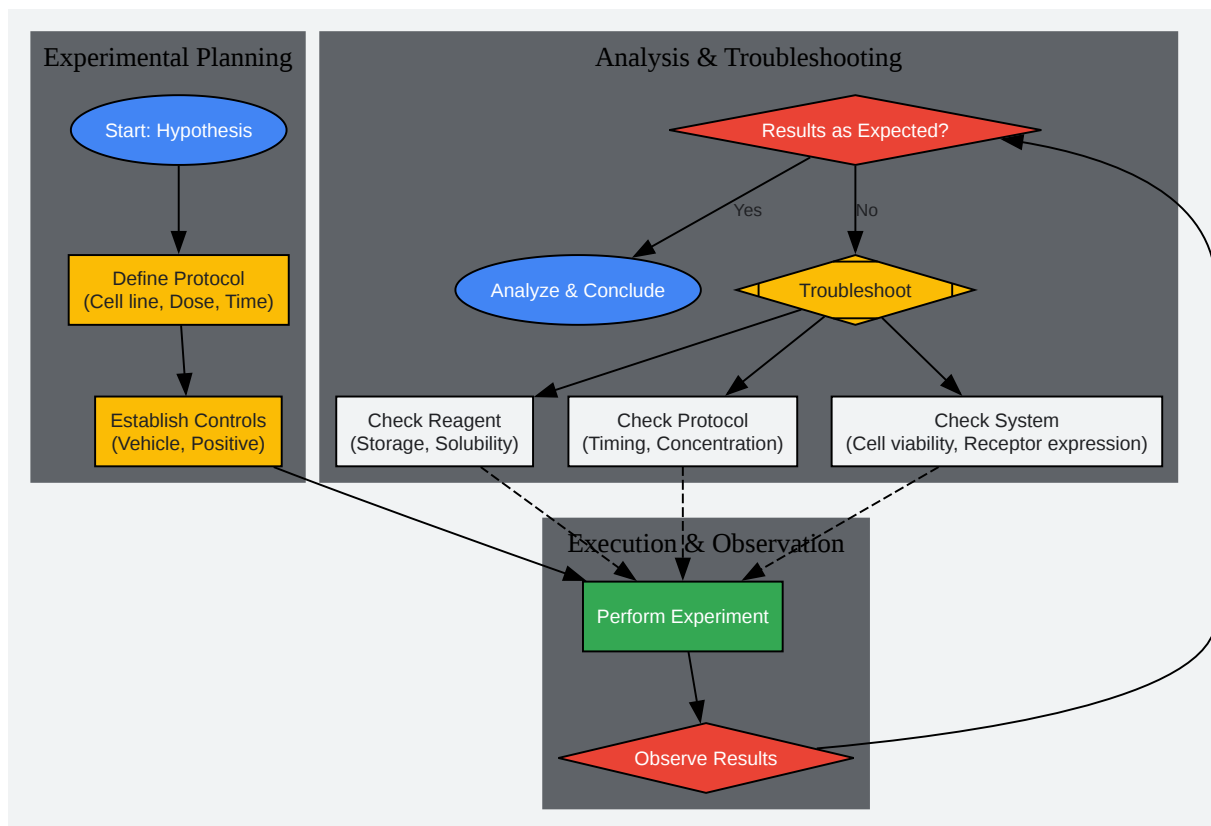 Experimental Planning
Start: Hypothesis
Define Protocol
(Cell line, Dose, Time)
Establish Controls
(Vehicle, Positive)
Analysis & Troubleshooting
Results as Expected?
Yes
No
Analyze & Conclude
Troubleshoot
Check Reagent
(Storage, Solubility)
Check Protocol
(Timing, Concentration)
Check System
(Cell viability, Receptor expression)
Execution & Observation
Perform Experiment
Observe Results